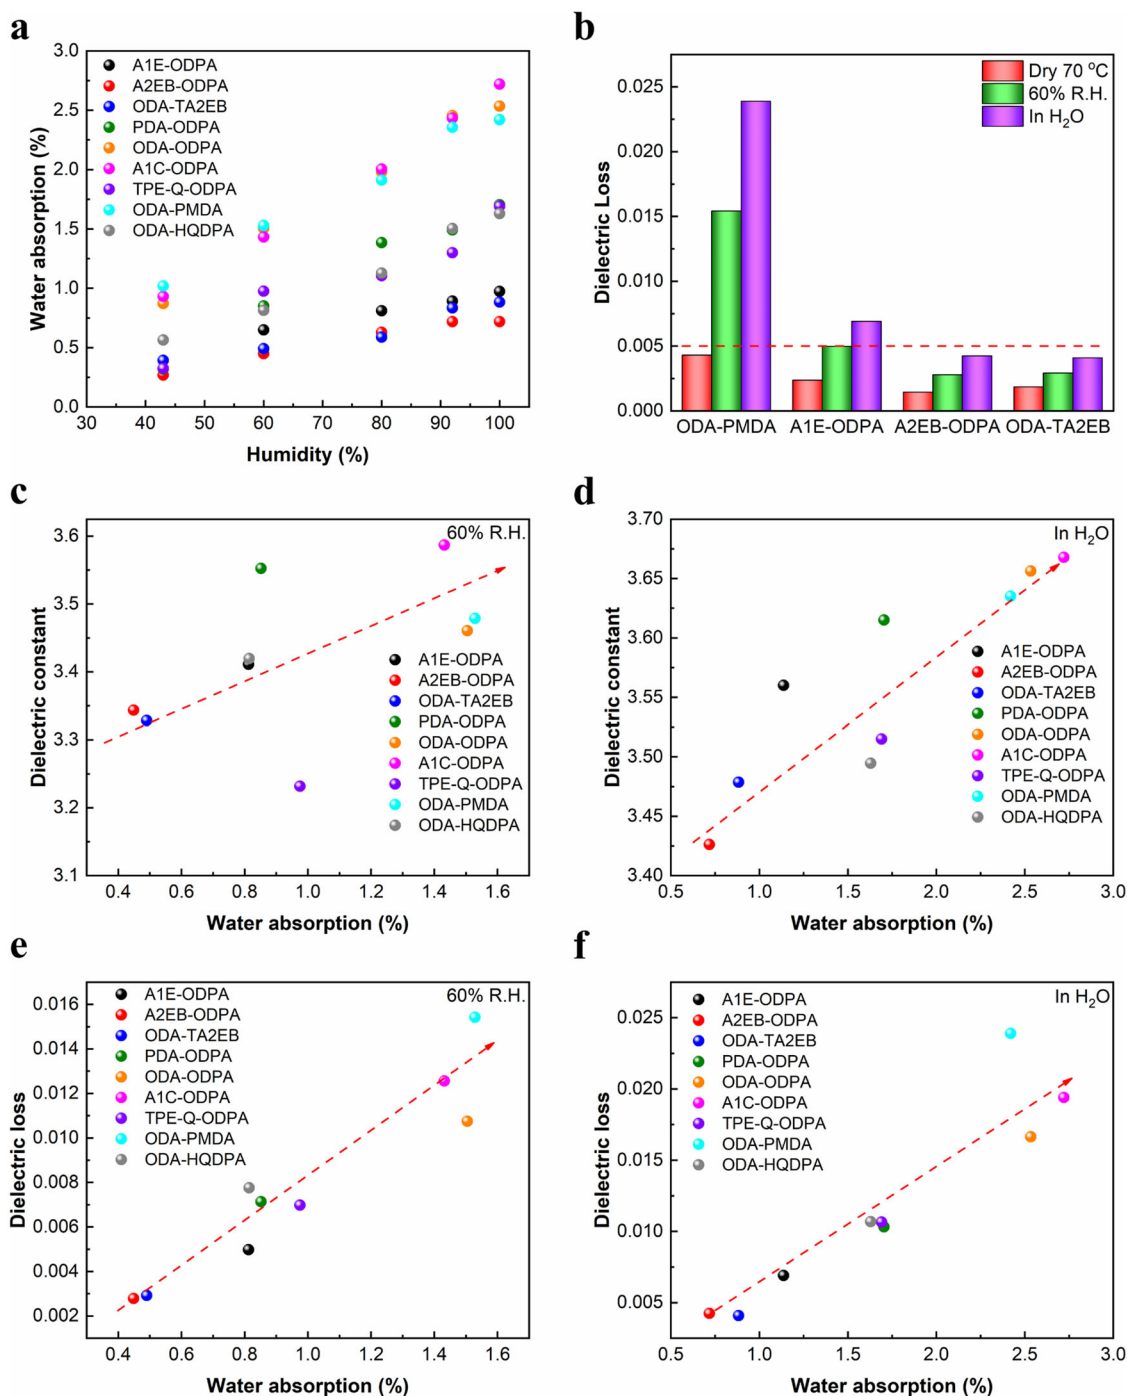 a
3.0
2.5
2.0
1.5
1.0
0.5
0.0
Water absorption (%)
A1E-ODPA
A2EB-ODPA
ODA-TA2EB
PDA-ODPA
ODA-ODPA
A1C-ODPA
TPE-Q-ODPA
ODA-PMDA
ODA-HQDPA
30 40 50 60 70 80 90 100
Humidity (%)
b
0.025
0.020
0.015
0.010
0.005
0.000
Dielectric Loss
Dry 70 °C
60% R.H.
In H₂O
ODA-PMDA A1E-ODPA A2EB-ODPA ODA-TA2EB
c
3.6
3.5
3.4
3.3
3.2
3.1
Dielectric constant
60% R.H.
A1E-ODPA
A2EB-ODPA
ODA-TA2EB
PDA-ODPA
ODA-ODPA
A1C-ODPA
TPE-Q-ODPA
ODA-PMDA
ODA-HQDPA
0.4 0.6 0.8 1.0 1.2 1.4 1.6
Water absorption (%)
d
3.70
3.65
3.60
3.55
3.50
3.45
3.40
Dielectric constant
In H₂O
A1E-ODPA
A2EB-ODPA
ODA-TA2EB
PDA-ODPA
ODA-ODPA
A1C-ODPA
TPE-Q-ODPA
ODA-PMDA
ODA-HQDPA
0.5 1.0 1.5 2.0 2.5 3.0
Water absorption (%)
e
0.016
0.014
0.012
0.010
0.008
0.006
0.004
0.002
Dielectric loss
A1E-ODPA
A2EB-ODPA
ODA-TA2EB
PDA-ODPA
ODA-ODPA
A1C-ODPA
TPE-Q-ODPA
ODA-PMDA
ODA-HQDPA
60% R.H.
0.4 0.6 0.8 1.0 1.2 1.4 1.6
Water absorption (%)
f
0.025
0.020
0.015
0.010
0.005
Dielectric loss
A1E-ODPA
A2EB-ODPA
ODA-TA2EB
PDA-ODPA
ODA-ODPA
A1C-ODPA
TPE-Q-ODPA
ODA-PMDA
ODA-HQDPA
In H₂O
0.5 1.0 1.5 2.0 2.5 3.0
Water absorption (%)